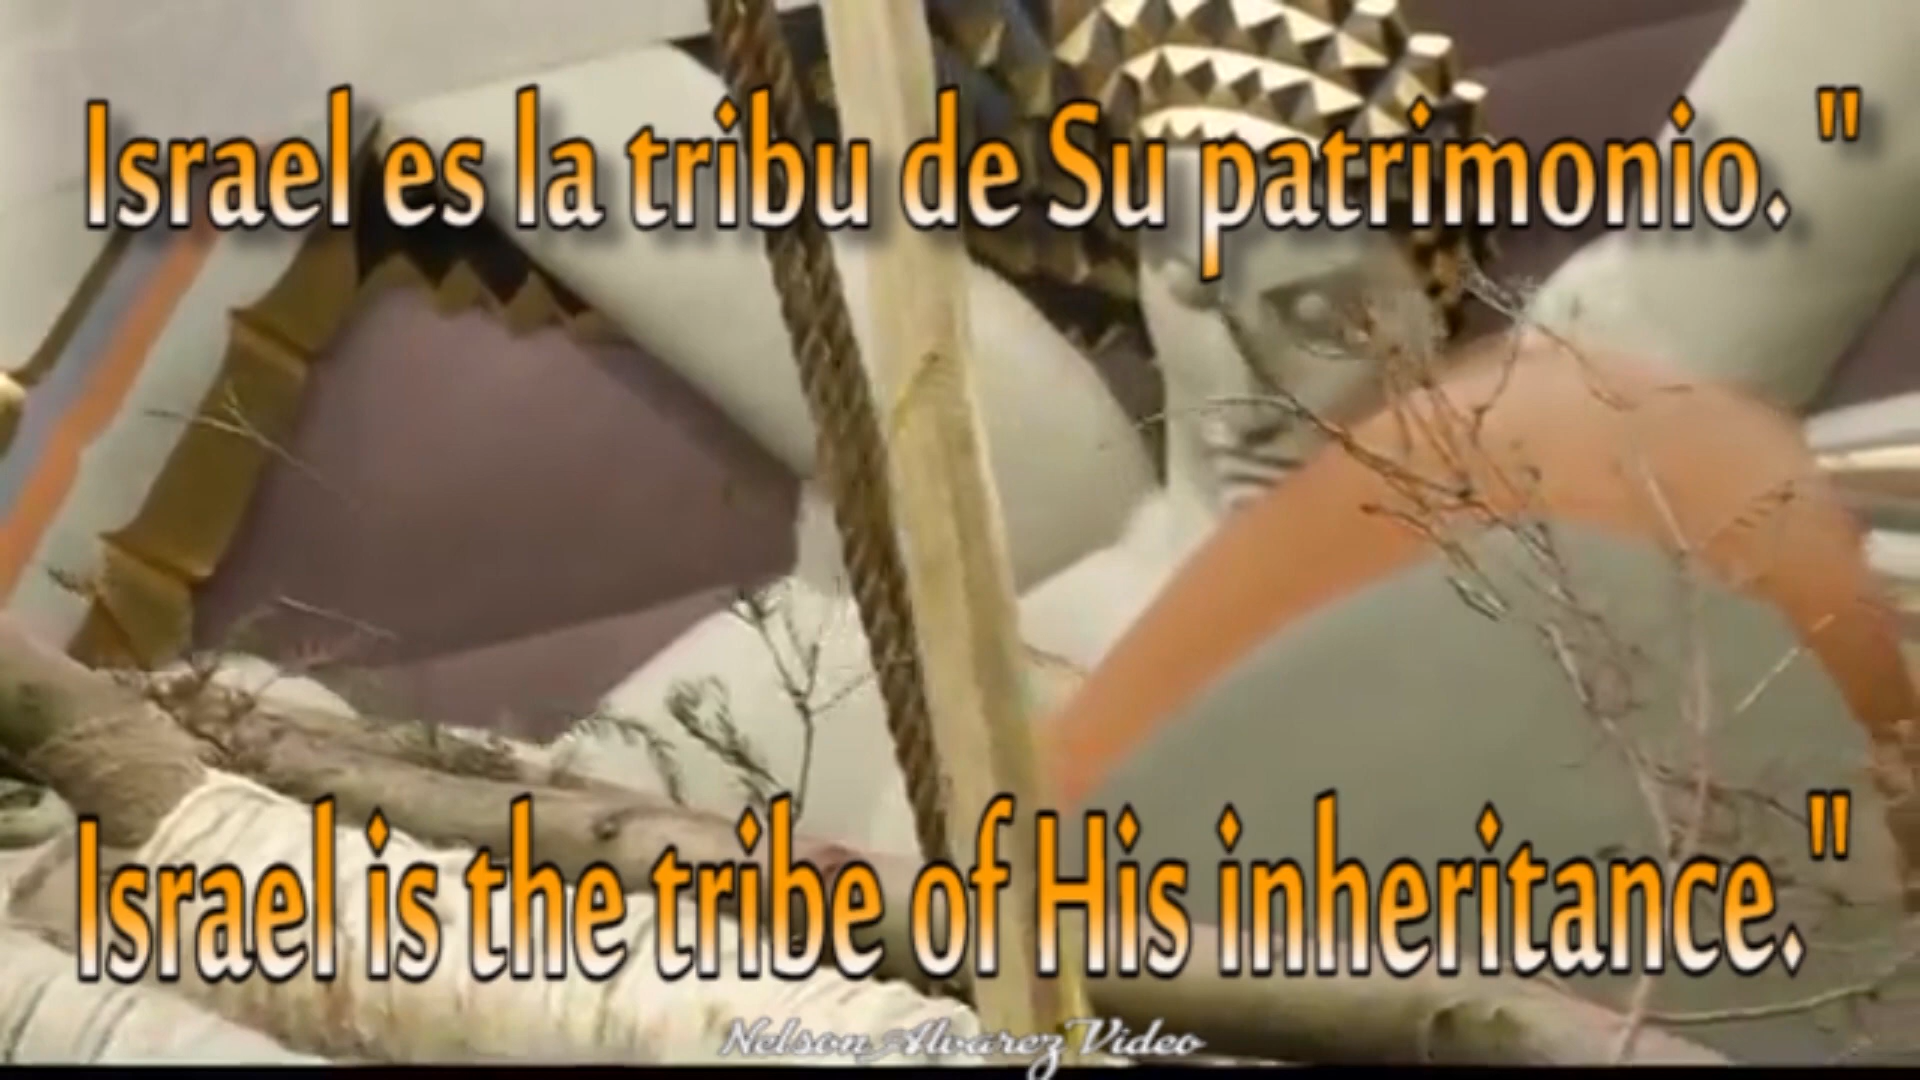 Israel es la tribu de Su patrimonio. "
Israel is the tribe of His inheritance."
Nelson Alvarez Video